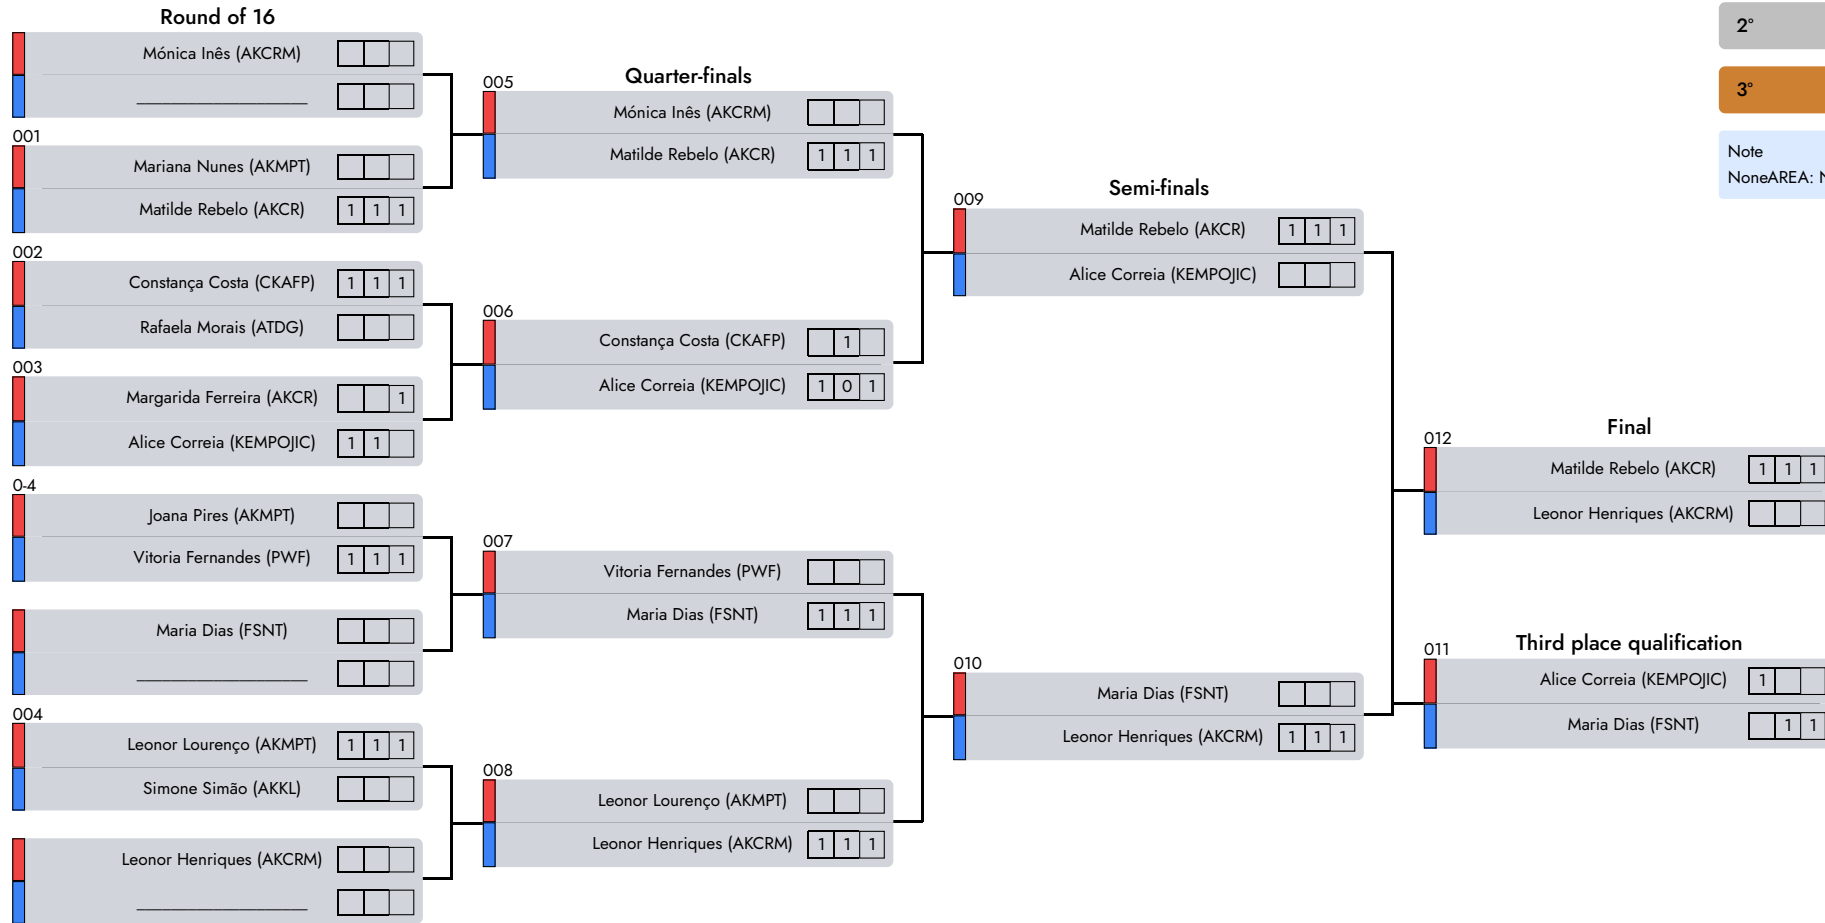 Round of 16
Mónica Inês (AKCRM)
____________________
001
Mariana Nunes (AKMPT)
Matilde Rebelo (AKCR) 1 1 1
002
Constança Costa (CKAFP) 1 1 1
Rafaela Morais (ATDG)
003
Margarida Ferreira (AKCR) 1
Alice Correia (KEMPOJIC) 1 1
0-4
Joana Pires (AKMPT)
Vitoria Fernandes (PWF) 1 1 1
Maria Dias (FSNT)
____________________
004
Leonor Lourenço (AKMPT) 1 1 1
Simone Simão (AKKL)
Leonor Henriques (AKCRM)
____________________
Quarter-finals
005
Mónica Inês (AKCRM)
Matilde Rebelo (AKCR) 1 1 1
006
Constança Costa (CKAFP) 1
Alice Correia (KEMPOJIC) 1 0 1
007
Vitoria Fernandes (PWF)
Maria Dias (FSNT) 1 1 1
008
Leonor Lourenço (AKMPT)
Leonor Henriques (AKCRM) 1 1 1
Semi-finals
009
Matilde Rebelo (AKCR) 1 1 1
Alice Correia (KEMPOJIC)
010
Maria Dias (FSNT)
Leonor Henriques (AKCRM) 1 1 1
Final
012
Matilde Rebelo (AKCR) 1 1 1
Leonor Henriques (AKCRM)
Third place qualification
011
Alice Correia (KEMPOJIC) 1
Maria Dias (FSNT) 1 1
2°
3°
Note
NoneAREA: